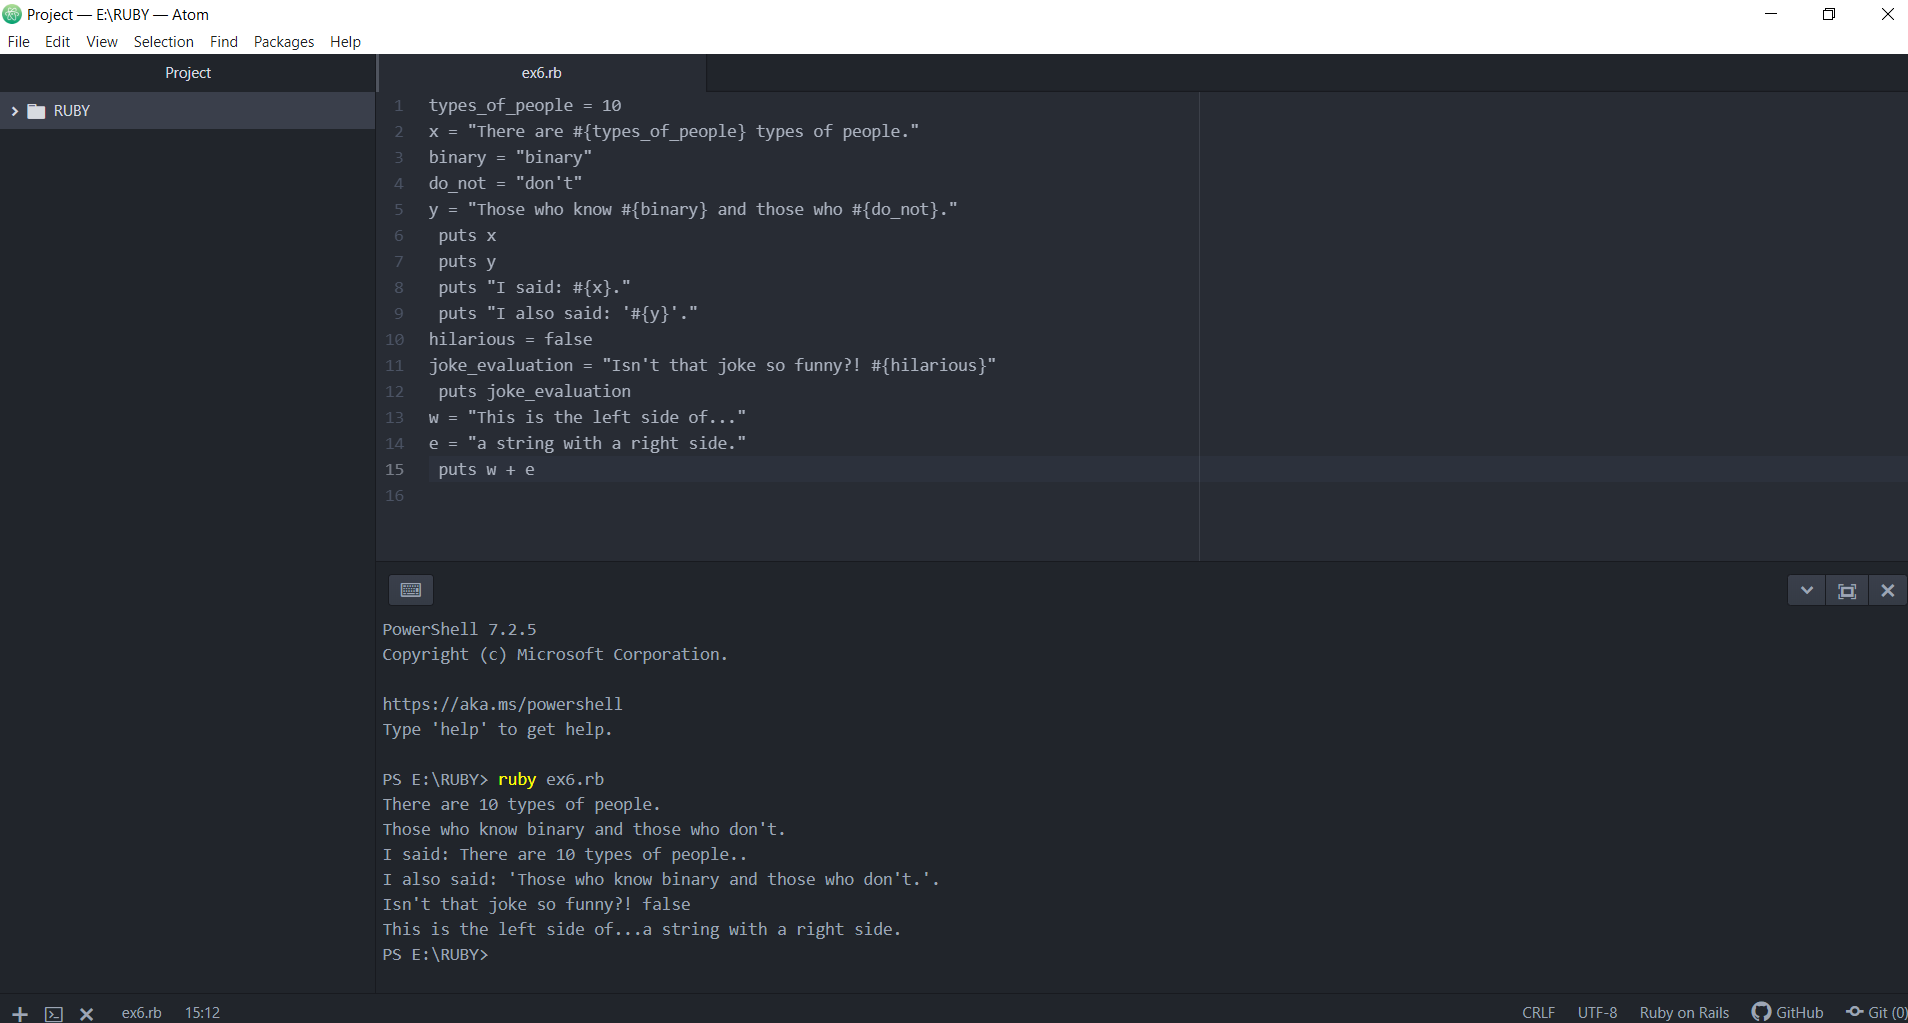 Project — E:\RUBY — Atom
File Edit View Selection Find Packages Help
Project
RUBY
ex6.rb
1 types_of_people = 10
2 x = "There are #{types_of_people} types of people."
3 binary = "binary"
4 do_not = "don't"
5 y = "Those who know #{binary} and those who #{do_not}."
6  puts x
7  puts y
8  puts "I said: #{x}."
9  puts "I also said: '#{y}'."
10 hilarious = false
11 joke_evaluation = "Isn't that joke so funny?! #{hilarious}"
12  puts joke_evaluation
13 w = "This is the left side of..."
14 e = "a string with a right side."
15  puts w + e
16
PowerShell 7.2.5
Copyright (c) Microsoft Corporation.
https://aka.ms/powershell
Type 'help' to get help.
PS E:\RUBY> ruby ex6.rb
There are 10 types of people.
Those who know binary and those who don't.
I said: There are 10 types of people..
I also said: 'Those who know binary and those who don't.'.
Isn't that joke so funny?! false
This is the left side of...a string with a right side.
PS E:\RUBY>
ex6.rb 15:12 CRLF UTF-8 Ruby on Rails GitHub Git (0)